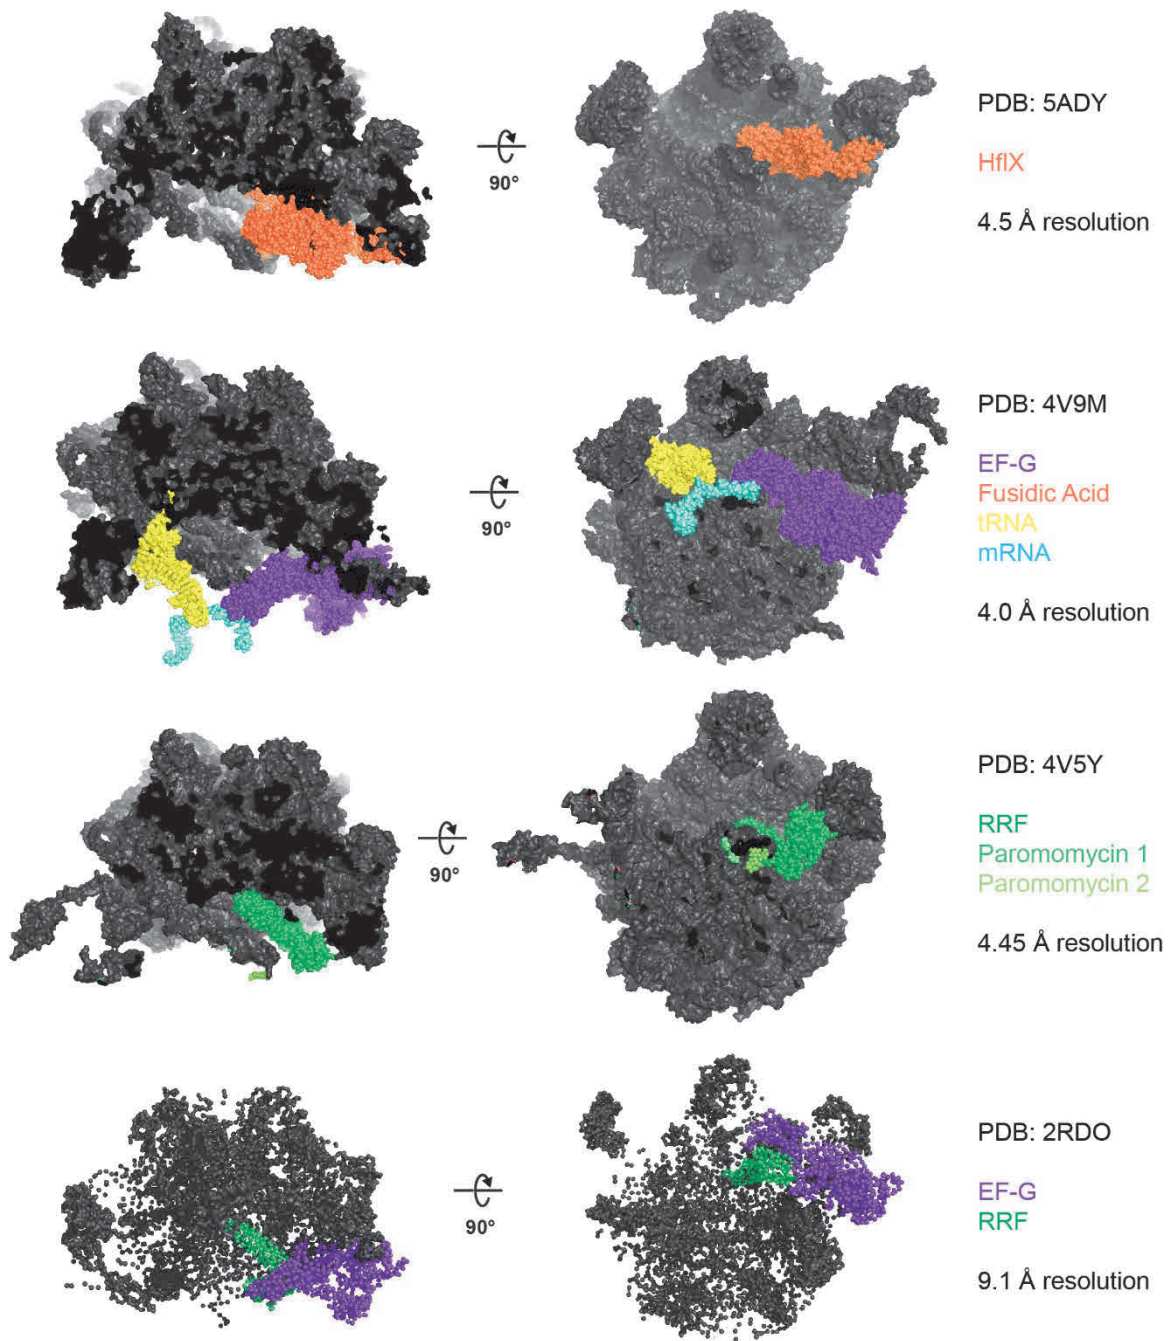 PDB: 5ADY
HflX
90°
4.5 Å resolution
PDB: 4V9M
EF-G
Fusidic Acid
tRNA
mRNA
90°
4.0 Å resolution
PDB: 4V5Y
RRF
Paromomycin 1
Paromomycin 2
90°
4.45 Å resolution
PDB: 2RDO
EF-G
RRF
90°
9.1 Å resolution